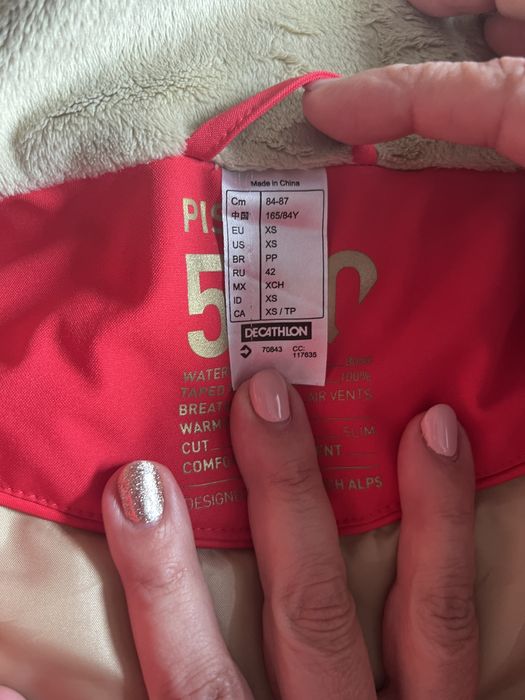 Made in China
Cm 84-87
中国 165/84Y
EU XS
US XS
BR PP
RU 42
MX XCH
ID XS
CA XS / TP
DECATHLON
70843 CC:
117635
PIS
5
WATER
TAPED 100%
BREAT AIR VENTS
WARM
CUT SLIM
COMFO
DESIGNE CH ALPS